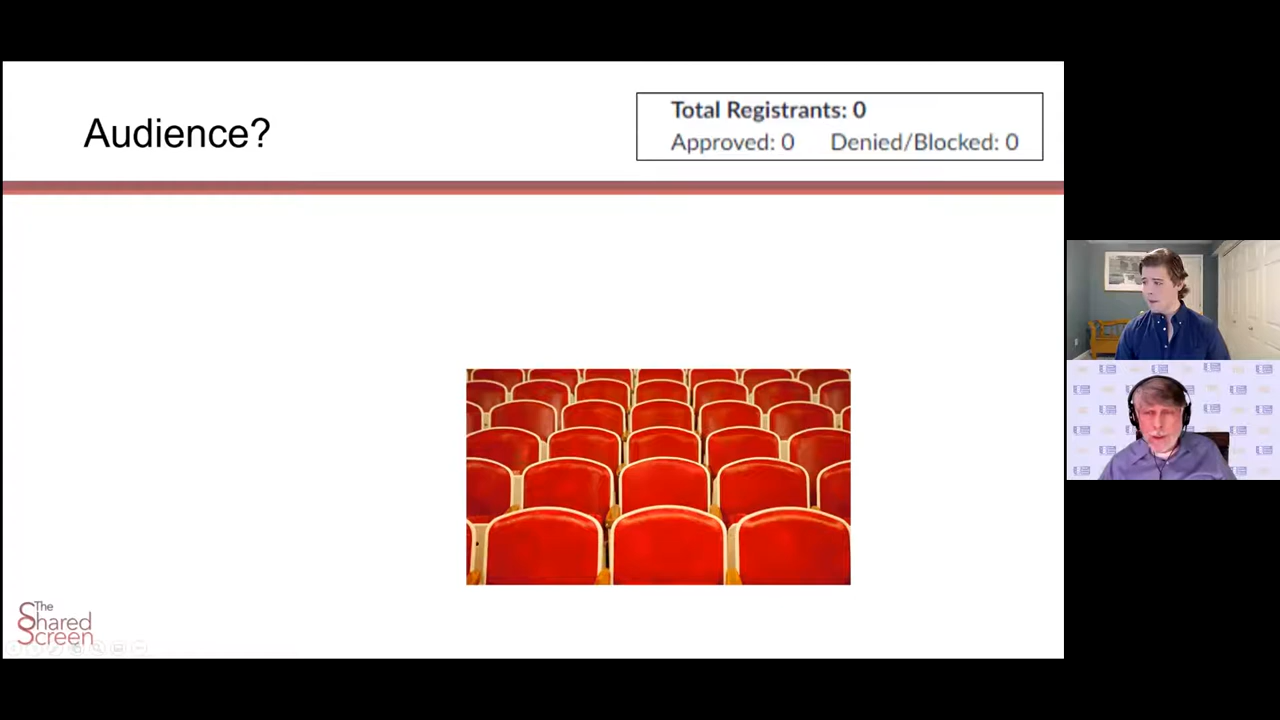 Audience?
Total Registrants: 0
Approved: 0 Denied/Blocked: 0
The
Shared
Screen